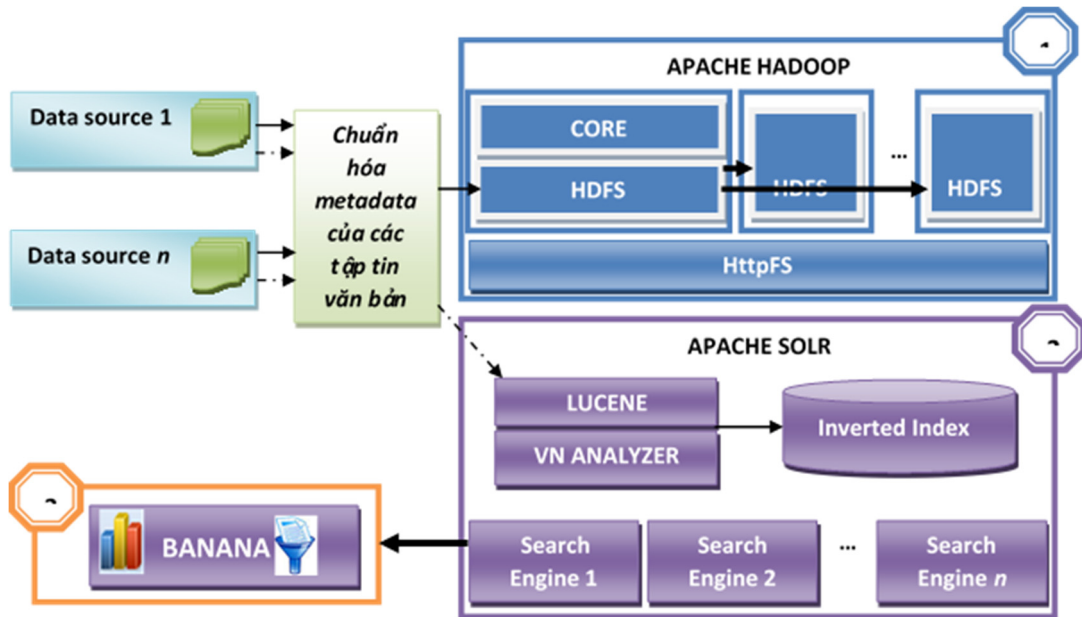 APACHE HADOOP
Data source 1
Data source n
Chuẩn
hóa
metadata
của các
tập tin
văn bản
CORE
HDFS
HDFS
...
HDFS
HttpFS
APACHE SOLR
LUCENE
VN ANALYZER
Inverted Index
BANANA
Search
Engine 1
Search
Engine 2
...
Search
Engine n